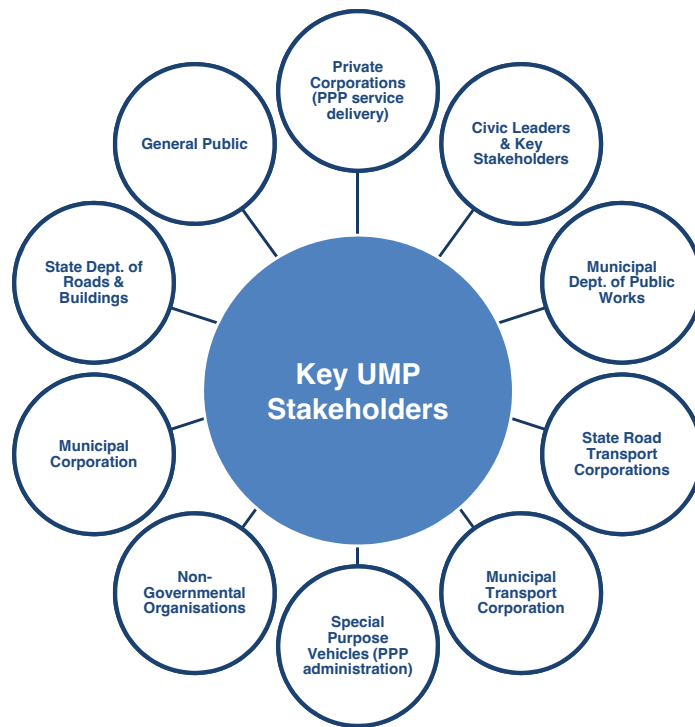 Private
Corporations
(PPP service
delivery)
Civic Leaders
& Key
Stakeholders
Municipal
Dept. of Public
Works
State Road
Transport
Corporations
Municipal
Transport
Corporation
Special
Purpose
Vehicles (PPP
administration)
Non-
Governmental
Organisations
Municipal
Corporation
State Dept. of
Roads &
Buildings
General Public
Key UMP
Stakeholders